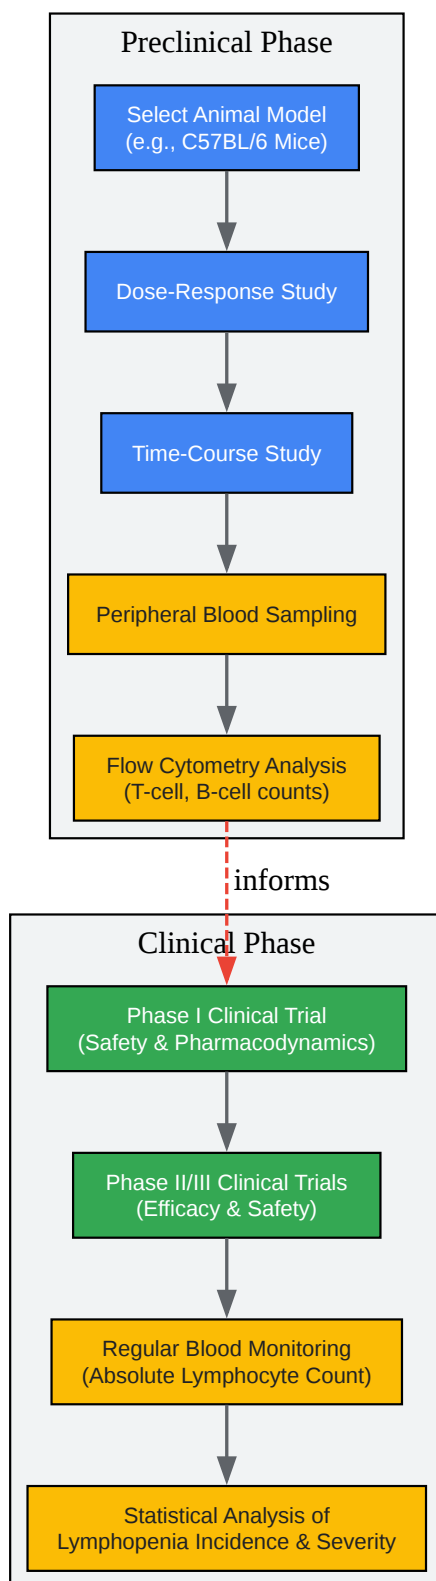 Preclinical Phase
Select Animal Model
(e.g., C57BL/6 Mice)
Dose-Response Study
Time-Course Study
Peripheral Blood Sampling
Flow Cytometry Analysis
(T-cell, B-cell counts)
informs
Clinical Phase
Phase I Clinical Trial
(Safety & Pharmacodynamics)
Phase II/III Clinical Trials
(Efficacy & Safety)
Regular Blood Monitoring
(Absolute Lymphocyte Count)
Statistical Analysis of
Lymphopenia Incidence & Severity